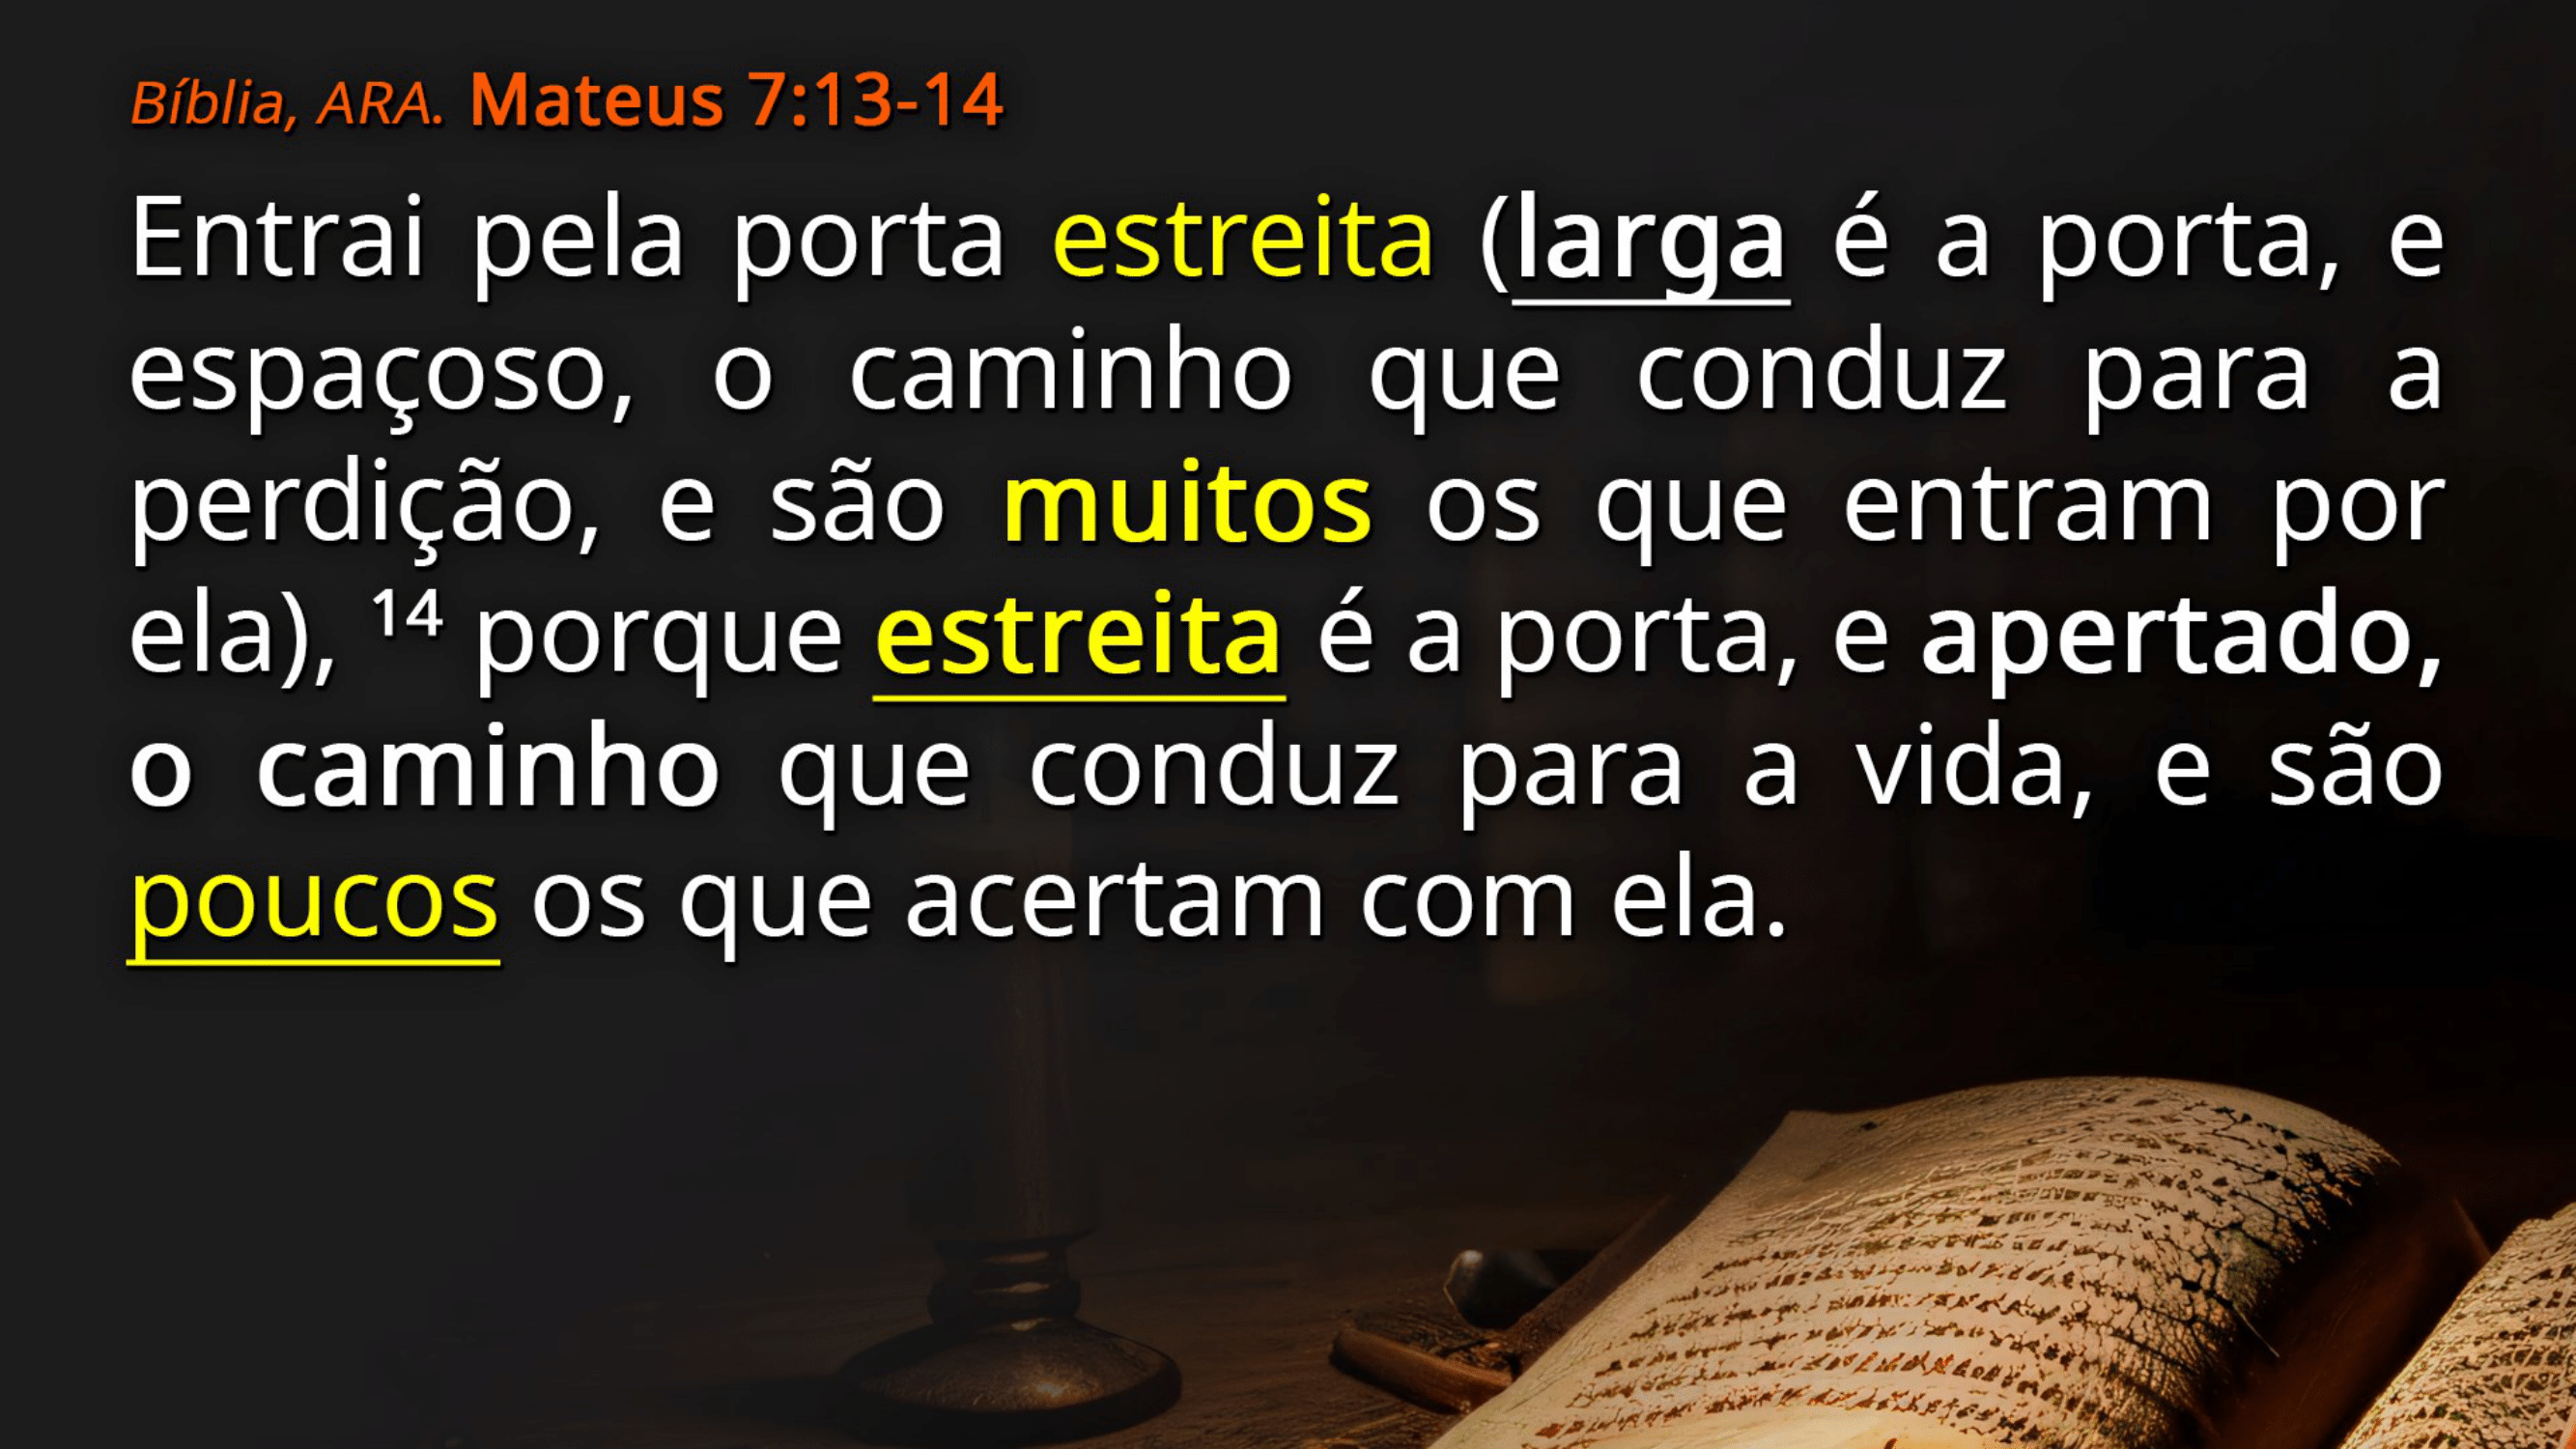 Bíblia, ARA. Mateus 7:13-14
Entrai pela porta estreita (larga é a porta, e
espaçoso, o caminho que conduz para a
perdição, e são muitos os que entram por
ela), ¹⁴ porque estreita é a porta, e apertado,
o caminho que conduz para a vida, e são
poucos os que acertam com ela.